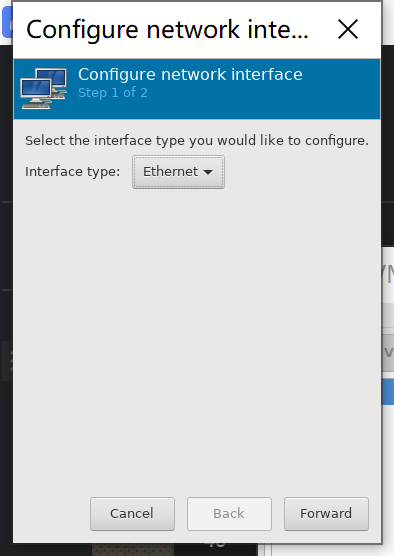 Configure network inte...
Configure network interface
Step 1 of 2
Select the interface type you would like to configure.
Interface type: Ethernet
Cancel Back Forward